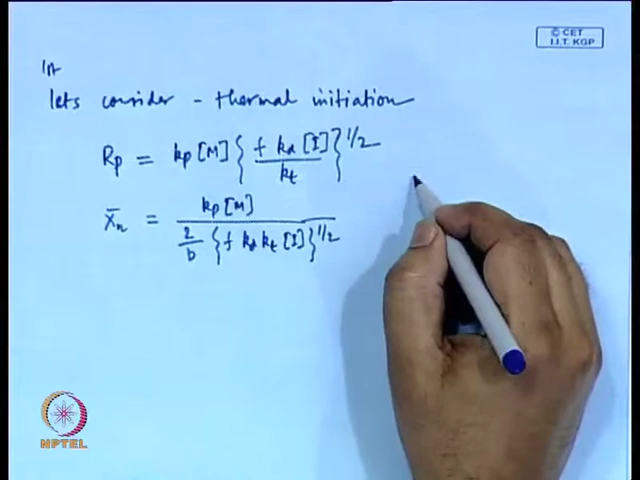 © CET
I.I.T. KGP
In
lets consider - thermal initiation
Rp = kp [M] { f kd [I] / kt }^1/2
x̄n = kp [M] / 2/b { f kd kt [I] }^1/2
NPTEL